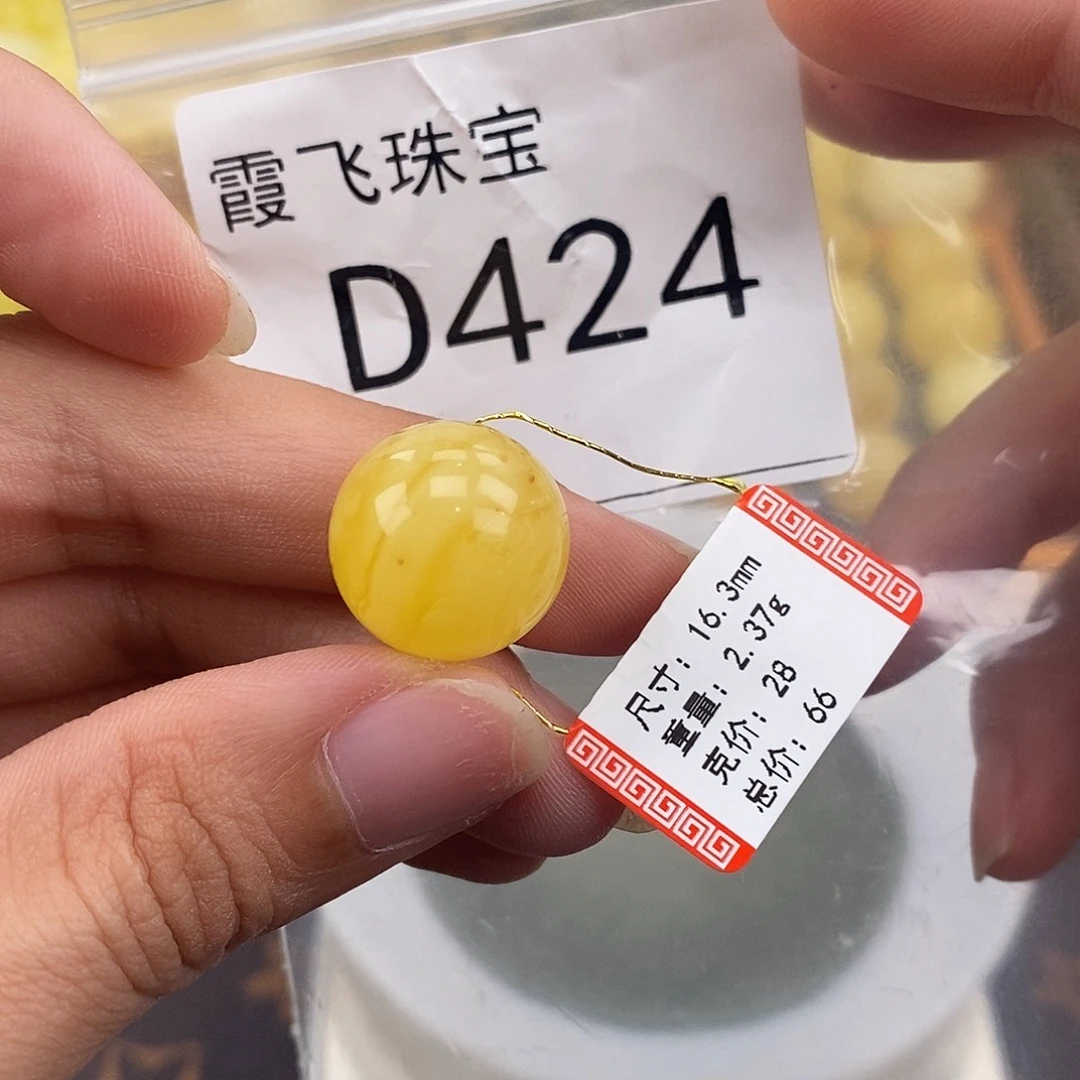 霞飞珠宝
D424
尺寸: 16.3mm
重量: 2.37g
克价: 28
总价: 66